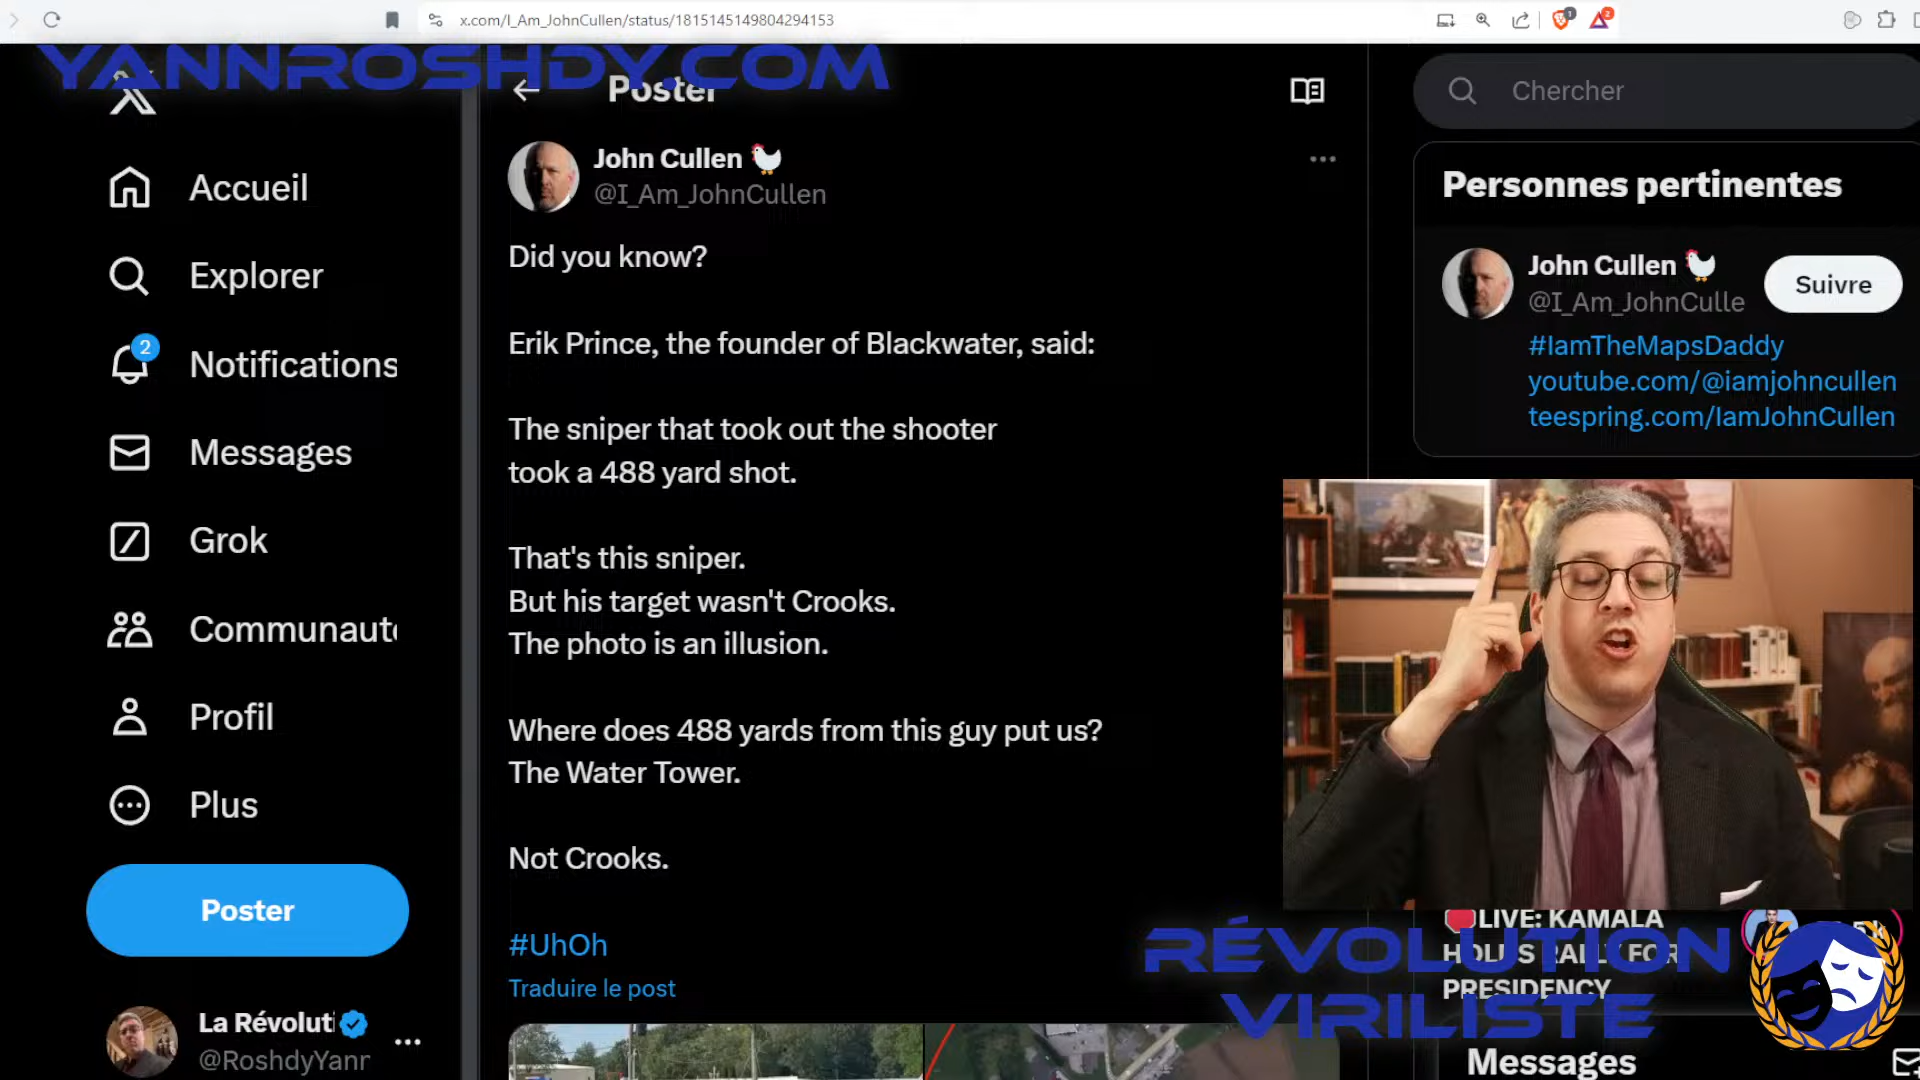 x.com/I_Am_JohnCullen/status/1815145149804294153
1
2
YANNROSHDY.COM
Poster
Chercher
Accueil
Explorer
2
Notifications
Messages
Grok
Communaut
Profil
Plus
Poster
La Révoluti
@RoshdyYanr
John Cullen
@I_Am_JohnCullen
Did you know?
Erik Prince, the founder of Blackwater, said:
The sniper that took out the shooter
took a 488 yard shot.
That's this sniper.
But his target wasn't Crooks.
The photo is an illusion.
Where does 488 yards from this guy put us?
The Water Tower.
Not Crooks.
#UhOh
Traduire le post
Personnes pertinentes
John Cullen
@I_Am_JohnCulle
Suivre
#IamTheMapsDaddy
youtube.com/@iamjohncullen
teespring.com/IamJohnCullen
LIVE: KAMALA
HOLDS RALLY FOR
PRESIDENCY
RÉVOLUTION
VIRILISTE
Messages